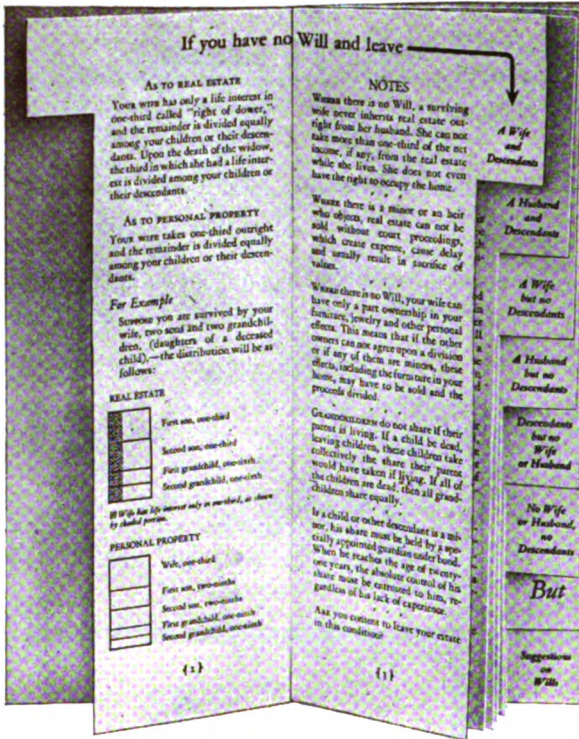 If you have no Will and leave
AS TO REAL ESTATE
YOUR WIFE has only a life interest in
one-third called "right of dower,"
and the remainder is divided equally
among your children or their descen-
dants. Upon the death of the widow,
the third in which she had a life inter-
est is divided among your children or
their descendants.
AS TO PERSONAL PROPERTY
YOUR WIFE takes one-third outright
and the remainder is divided equally
among your children or their descen-
dants.
For Example
SUPPOSE you are survived by your
wife, two sons and two grandchil-
dren, (daughters of a deceased
child),—the distribution will be as
follows:
REAL ESTATE
First son, one-third
Second son, one-third
First grandchild, one-ninth
Second grandchild, one-ninth
Wife has life interest only in one-third, as shown
by shaded portion.
PERSONAL PROPERTY
Wife, one-third
First son, two-ninths
Second son, two-ninths
First grandchild, one-ninth
Second grandchild, one-ninth
{2}
NOTES
WHERE there is no Will, a surviving
wife never inherits real estate out-
right from her husband. She can not
take more than one-third of the net
income, if any, from the real estate
while she lives. She does not even
have the right to occupy the home.
WHERE there is a minor or an heir
who objects, real estate can not be
sold without court proceedings,
which create expense, cause delay
and usually result in sacrifice of
values.
WHERE there is no Will, your wife can
have only a part ownership in your
furniture, jewelry and other personal
effects. This means that if the other
owners can not agree upon a division
or if any of them are minors, these
effects, including the furniture in your
home, may have to be sold and the
proceeds divided.
GRANDCHILDREN do not share if their
parent is living. If a child be dead,
leaving children, these children take
collectively the share their parent
would have taken if living. If all of
the children are dead, then all grand-
children share equally.
IF a child or other descendant is a mi-
nor, his share must be held by a spe-
cially appointed guardian under bond.
When he reaches the age of twenty-
one years, the absolute control of his
share must be entrusted to him, re-
gardless of his lack of experience.
ARE you content to leave your estate
in this condition?
{3}
A Wife
and
Descendants
A Husband
and
Descendants
A Wife
but no
Descendants
A Husband
but no
Descendants
Descendants
but no
Wife
or Husband
No Wife
or Husband,
no
Descendants
But
Suggestions
on
Wills